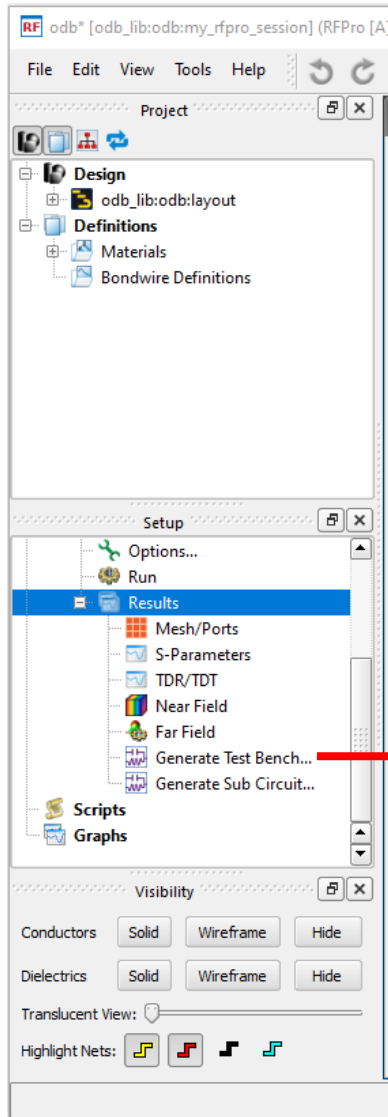 RF odb* [odb_lib:odb:my_rfpro_session] (RFPro [A]
File Edit View Tools Help
Project
Design
odb_lib:odb:layout
Definitions
Materials
Bondwire Definitions
Setup
Options...
Run
Results
Mesh/Ports
S-Parameters
TDR/TDT
Near Field
Far Field
Generate Test Bench...
Generate Sub Circuit...
Scripts
Graphs
Visibility
Conductors Solid Wireframe Hide
Dielectrics Solid Wireframe Hide
Translucent View:
Highlight Nets: